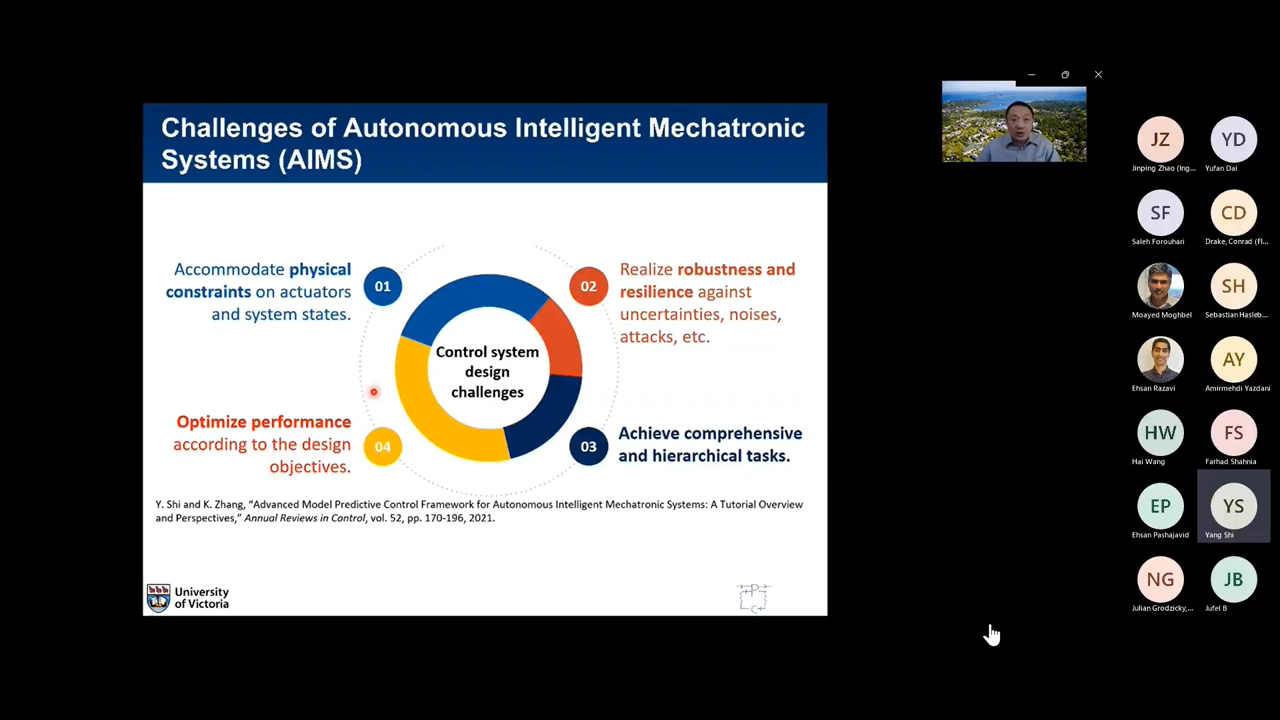 Challenges of Autonomous Intelligent Mechatronic
Systems (AIMS)
Accommodate physical
constraints on actuators
and system states.
01
02
Realize robustness and
resilience against
uncertainties, noises,
attacks, etc.
Control system
design
challenges
Optimize performance
according to the design
objectives.
04
03
Achieve comprehensive
and hierarchical tasks.
Y. Shi and K. Zhang, “Advanced Model Predictive Control Framework for Autonomous Intelligent Mechatronic Systems: A Tutorial Overview
and Perspectives,” Annual Reviews in Control, vol. 52, pp. 170-196, 2021.
University
of Victoria
P
C
JZ
Jinping Zhao (Ing...
YD
Yufan Dai
SF
Saleh Forouhari
CD
Drake, Conrad (Fl...
Moayed Moghbel
SH
Sebastian Hasleb...
Ehsan Razavi
AY
Amirmehdi Yazdani
HW
Hai Wang
FS
Farhad Shahnia
EP
Ehsan Pashajavid
YS
Yang Shi
NG
Julian Grodzicky,...
JB
Jufel B